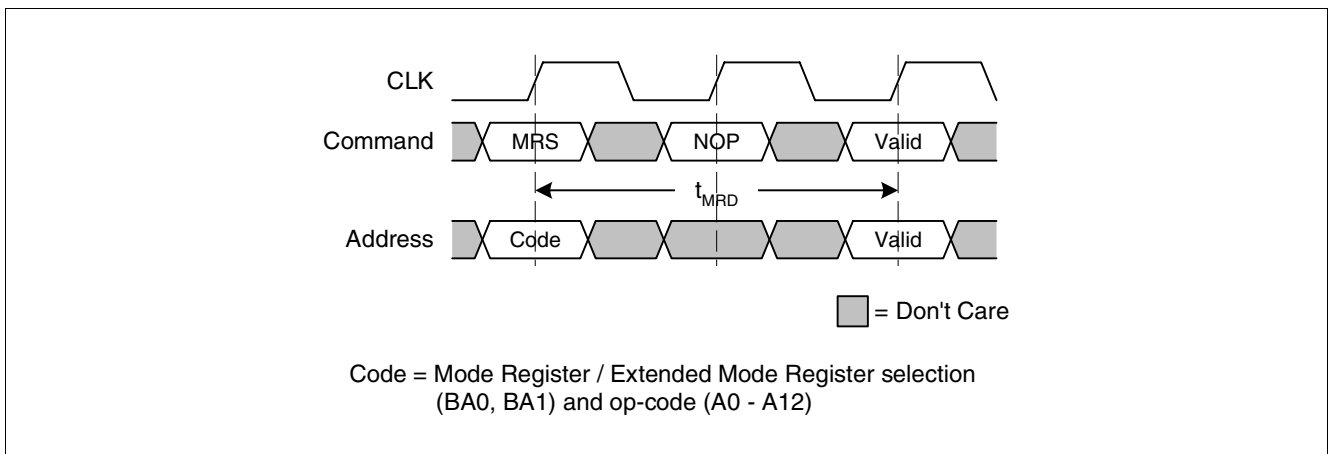 CLK
Command MRS NOP Valid
tMRD
Address Code Valid
= Don't Care
Code = Mode Register / Extended Mode Register selection
(BA0, BA1) and op-code (A0 - A12)